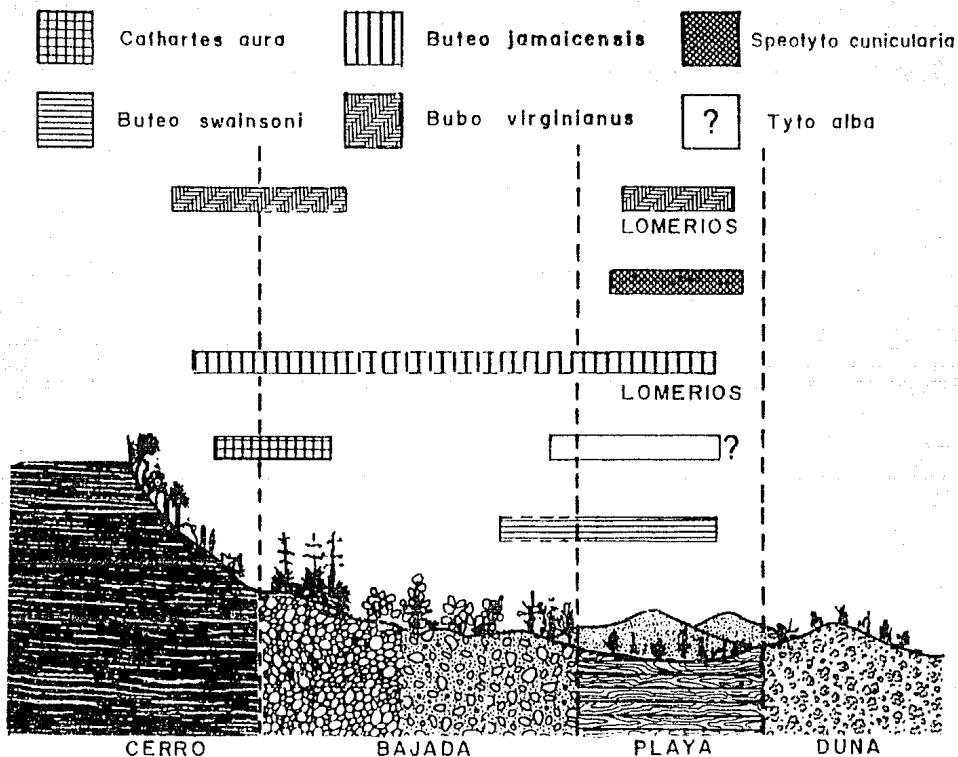 Cathartes aura
Buteo jamaicensis
Speotyto cunicularia
Buteo swainsoni
Bubo virginianus
? Tyto alba
LOMERIOS
LOMERIOS
?
CERRO BAJADA PLAYA DUNA